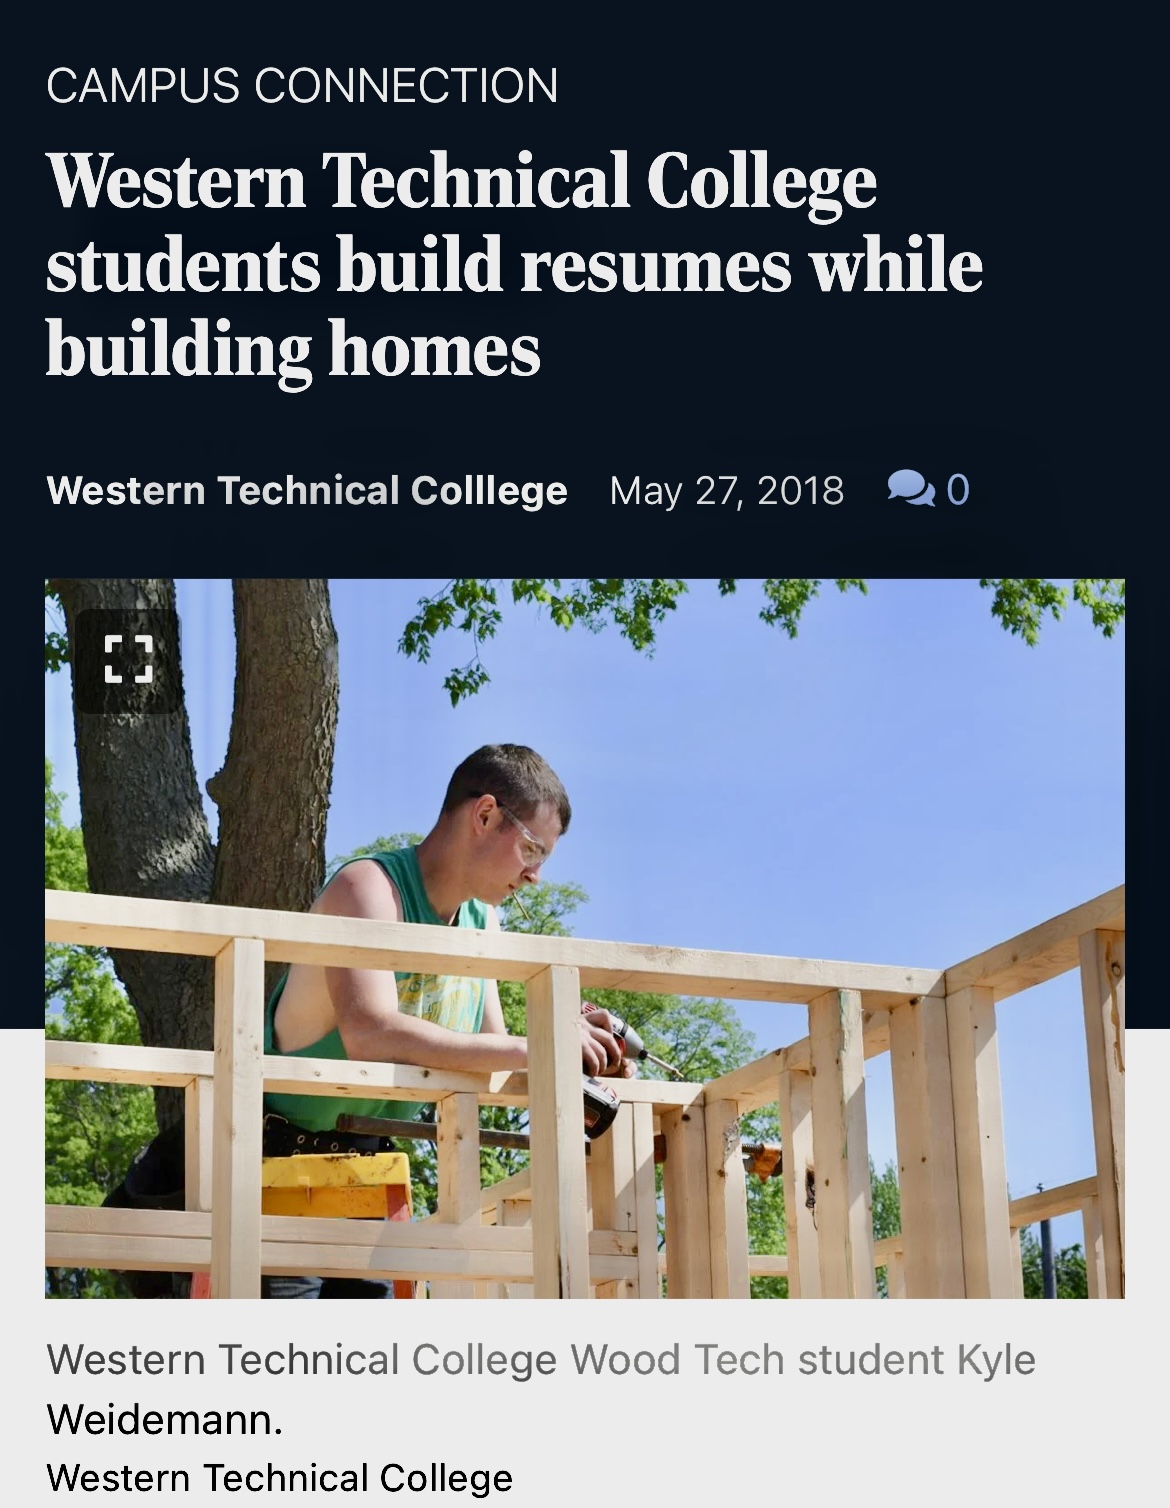 CAMPUS CONNECTION
Western Technical College
students build resumes while
building homes
Western Technical Colllege May 27, 2018 0
Western Technical College Wood Tech student Kyle
Weidemann.
Western Technical College